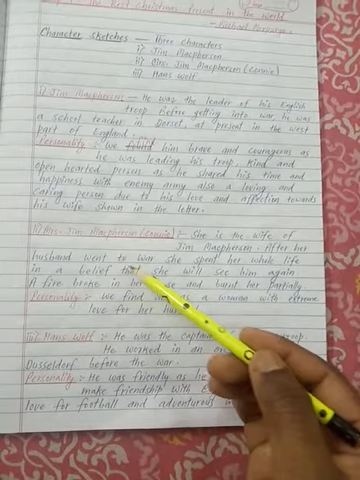 The Best Christmas Present in the World
- Michael Morpurgo
Character sketches — Three characters
i) Jim Macpherson
ii) Mrs. Jim Macpherson (Connie)
iii) Hans Wolf
i) Jim Macpherson :- He was the leader of his English
troop. Before getting into war, he was
a school teacher in Dorset, at present in the west
part of England.
Personality :- We found him brave and courageous as
he was leading his troop. Kind and
open hearted person as he shared his time and
happiness with enemy army also a loving and
caring person due to his love and affection towards
his wife shown in the letter.
ii) Mrs. Jim Macpherson (Connie) :- She is the wife of
Jim Macpherson. After her
husband went to war she spent her whole life
in a belief that she will see him again.
A fire broke in her house and burnt her partially
Personality :- We find her as a woman with extreme
love for her
iii) Hans Wolf :- He was the captain troop.
He worked in an
Dusseldorf before the war.
Personality :- He was friendly as he
make friendship with
love for football and adventurous